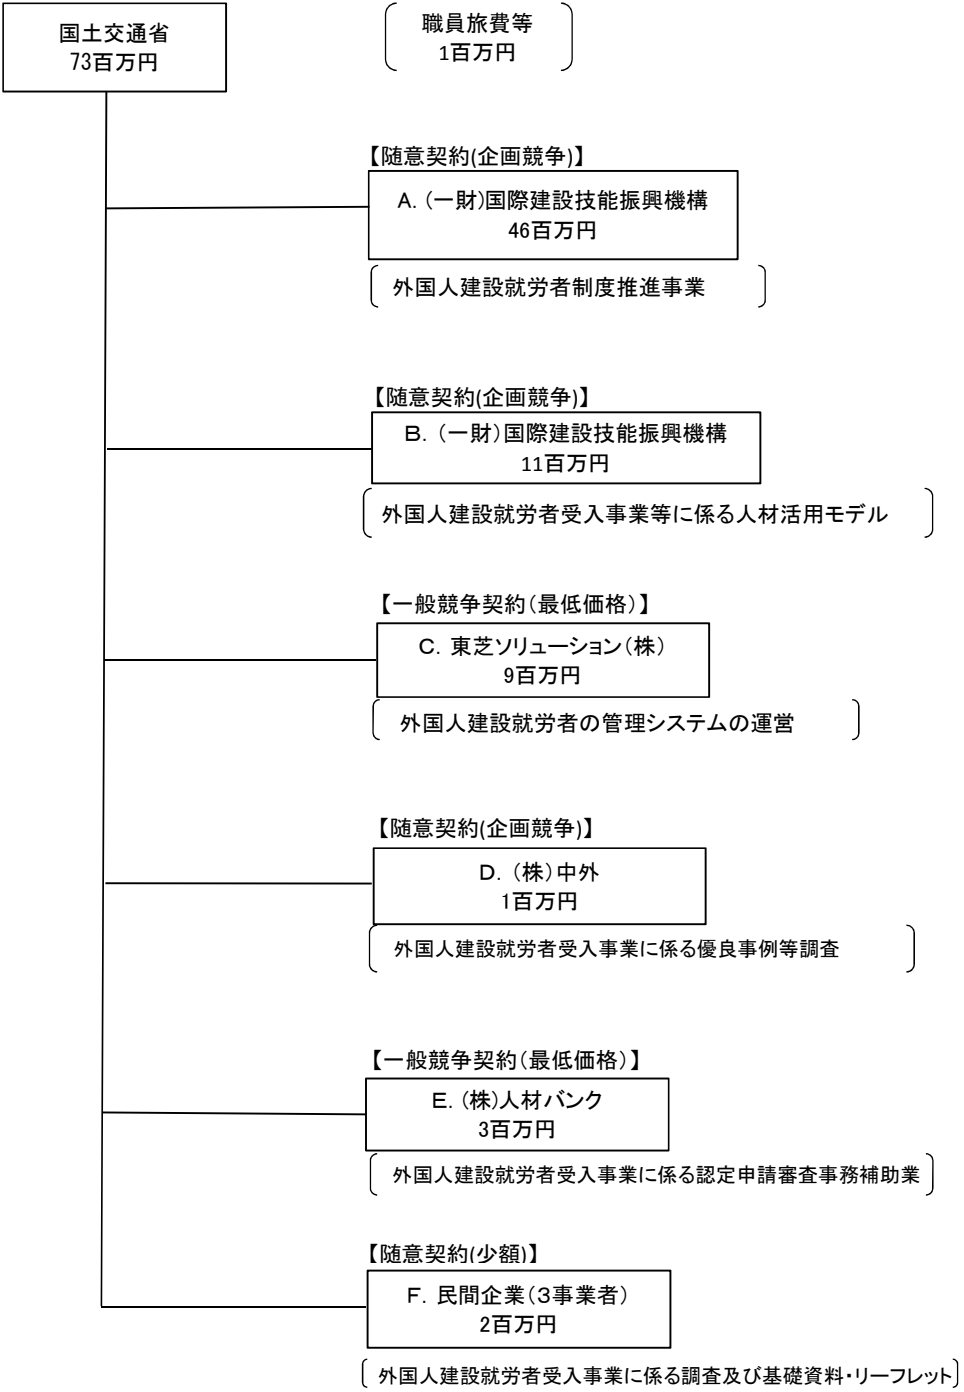 国土交通省
73百万円
職員旅費等
1百万円
【随意契約(企画競争)】
A.(一財)国際建設技能振興機構
46百万円
外国人建設就労者制度推進事業
【随意契約(企画競争)】
B.(一財)国際建設技能振興機構
11百万円
外国人建設就労者受入事業等に係る人材活用モデル
【一般競争契約(最低価格)】
C. 東芝ソリューション(株)
9百万円
外国人建設就労者の管理システムの運営
【随意契約(企画競争)】
D.(株)中外
1百万円
外国人建設就労者受入事業に係る優良事例等調査
【一般競争契約(最低価格)】
E.(株)人材バンク
3百万円
外国人建設就労者受入事業に係る認定申請審査事務補助業
【随意契約(少額)】
F. 民間企業(3事業者)
2百万円
外国人建設就労者受入事業に係る調査及び基礎資料・リーフレット